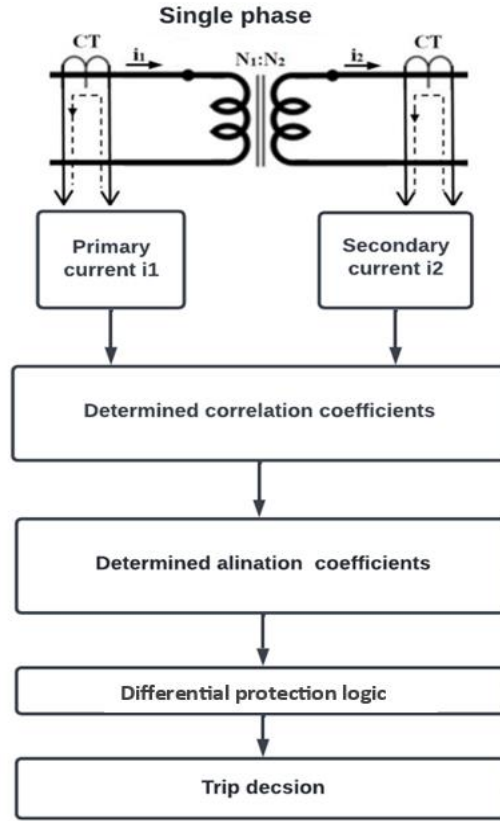 Single phase
CT
i₁
N₁:N₂
i₂
CT
Primary
current i1
Secondary
current i2
Determined correlation coefficients
Determined alination coefficients
Differential protection logic
Trip decsion